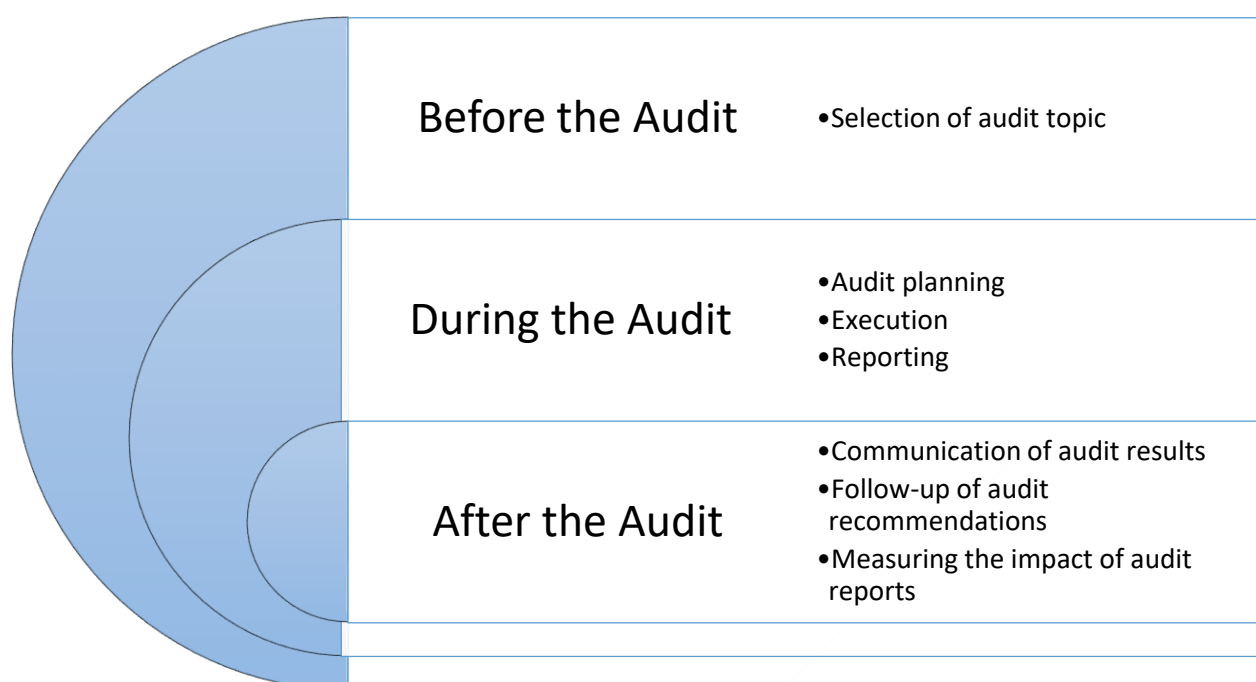 Before the Audit
•Selection of audit topic
During the Audit
•Audit planning
•Execution
•Reporting
After the Audit
•Communication of audit results
•Follow-up of audit
recommendations
•Measuring the impact of audit
reports